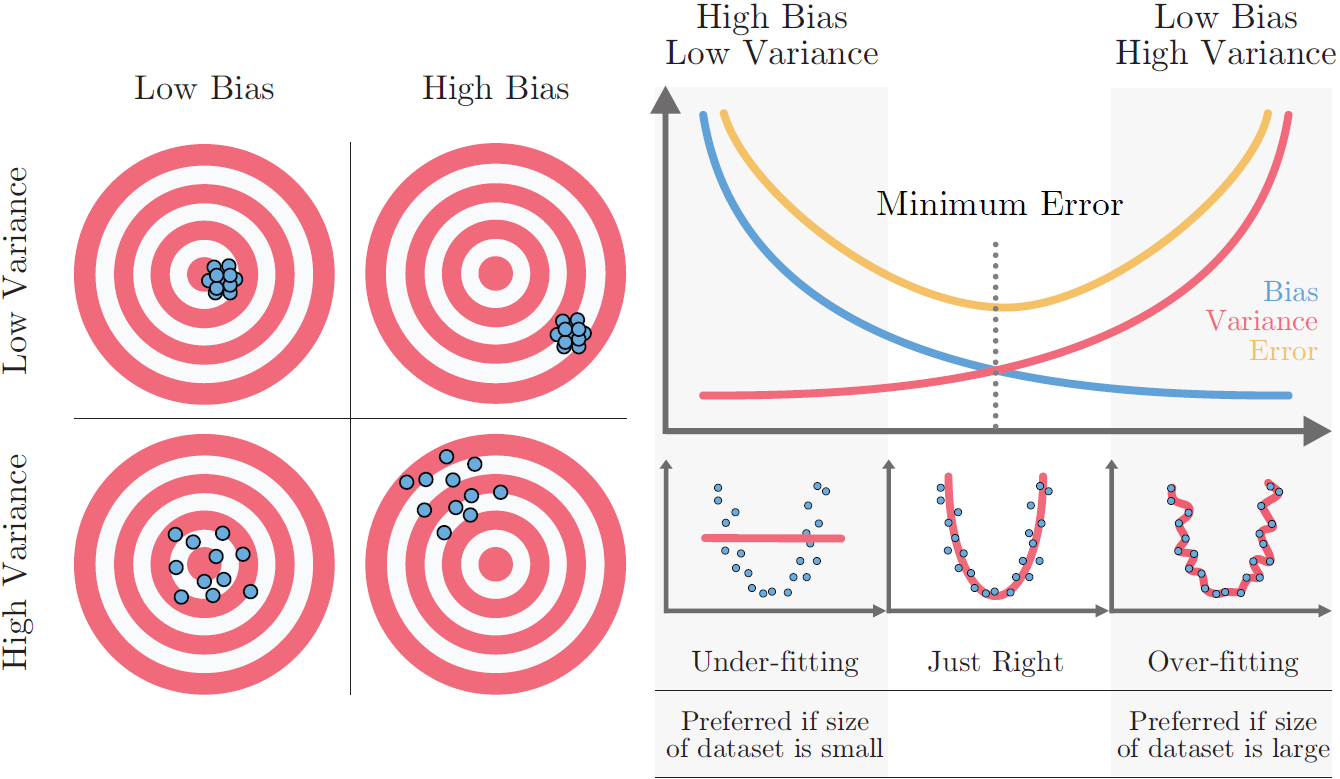 Low Bias
High Bias
Low Variance
High Variance
High Bias
Low Variance
Low Bias
High Variance
Minimum Error
Bias
Variance
Error
Under-fitting
Just Right
Over-fitting
Preferred if size
of dataset is small
Preferred if size
of dataset is large